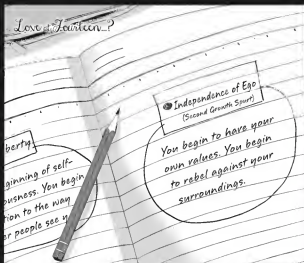 Love at Fourteen
berty
ginning of self-
ousness. You begin
tion to the way
er people see y
Independence of Ego
(Second Growth Spurt)
You begin to have your
own values. You begin
to rebel against your
surroundings.